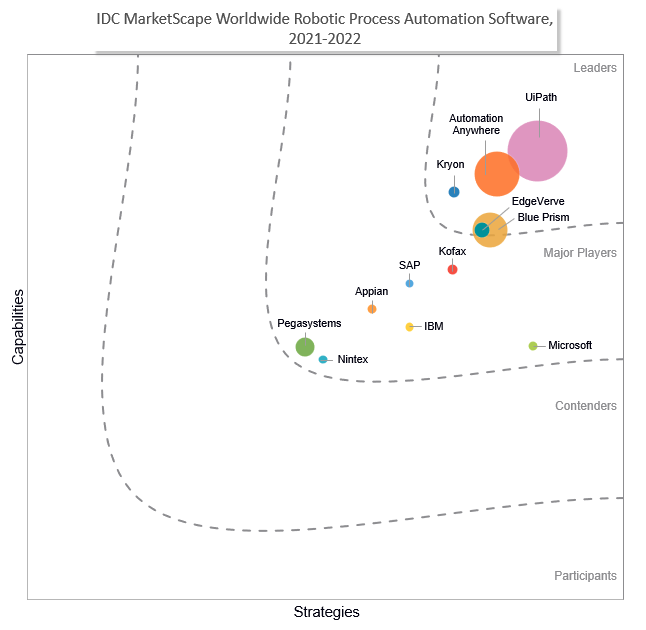 IDC MarketScape Worldwide Robotic Process Automation Software,
2021-2022
Leaders
UiPath
Automation
Anywhere
Kryon
EdgeVerve
Blue Prism
Kofax
Major Players
SAP
Appian
Pegasystems
IBM
Microsoft
Nintex
Contenders
Participants
Capabilities
Strategies